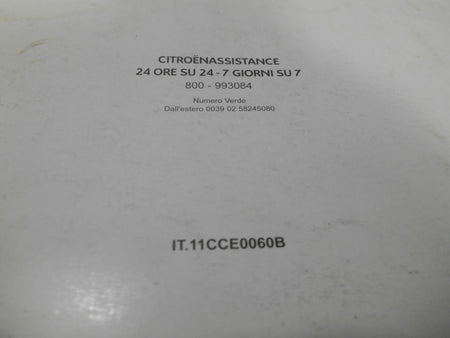 CITROËNASSISTANCE
24 ORE SU 24 - 7 GIORNI SU 7
800 - 993084
Numero Verde
Dall'estero 0039 02 58245080
IT.11CCE0060B